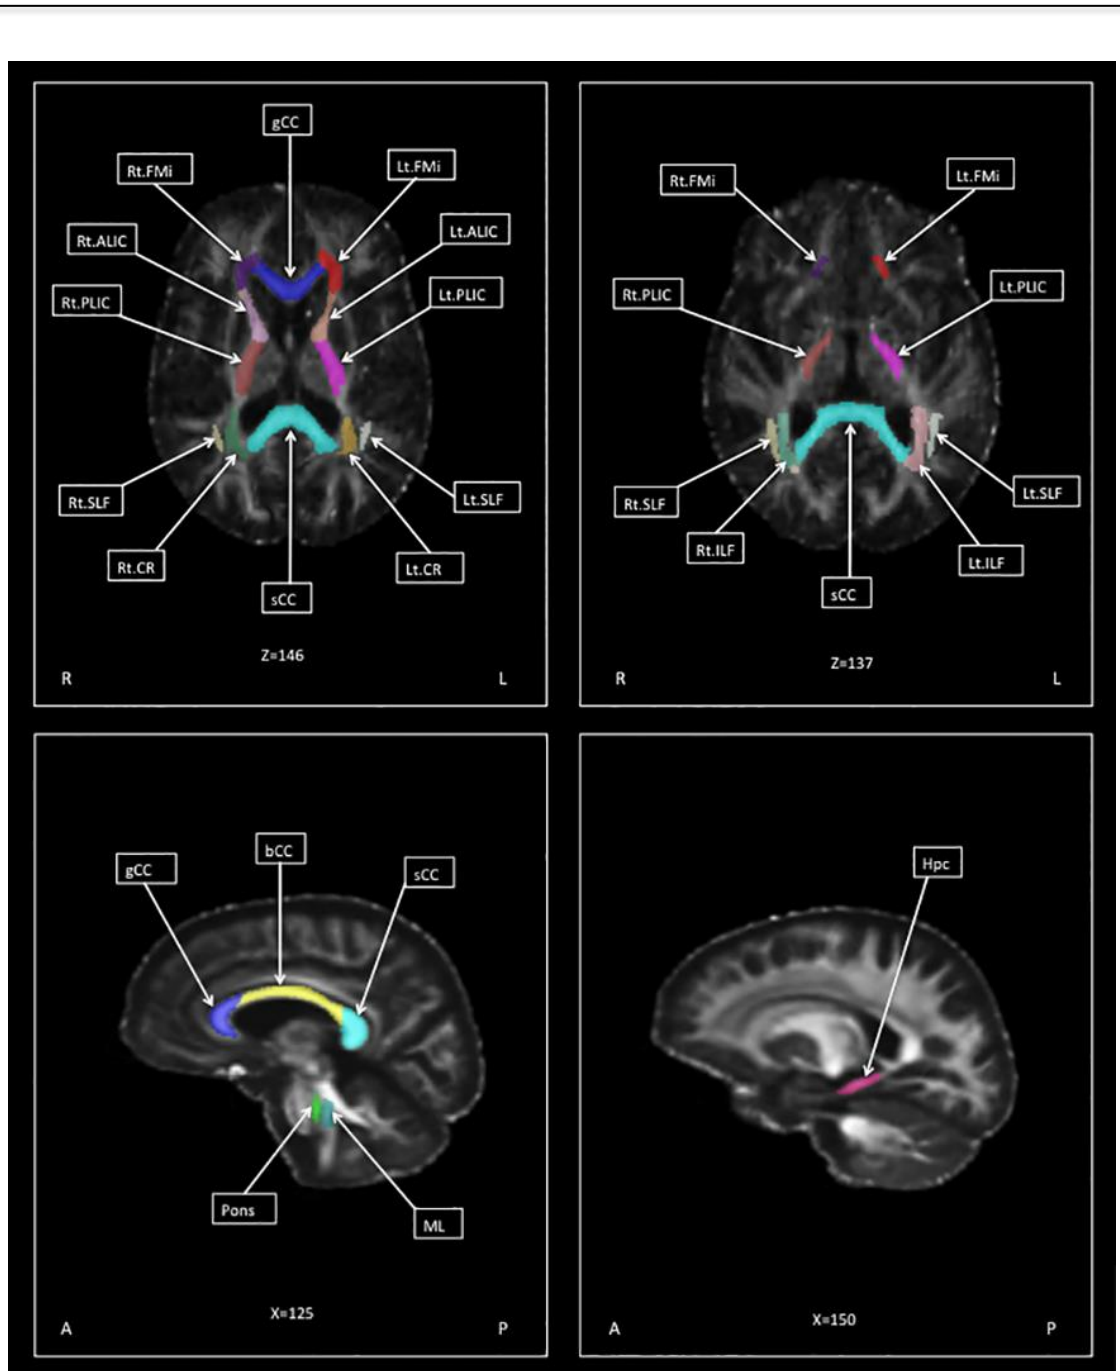 gCC
Rt.FMi
Lt.FMi
Rt.ALIC
Lt.ALIC
Rt.PLIC
Lt.PLIC
Rt.SLF
Lt.SLF
Rt.CR
Lt.CR
sCC
Z=146
R
L
Rt.FMi
Lt.FMi
Rt.PLIC
Lt.PLIC
Rt.SLF
Lt.SLF
Rt.ILF
Lt.ILF
sCC
Z=137
R
L
gCC
bCC
sCC
Pons
ML
X=125
A
P
Hpc
X=150
A
P